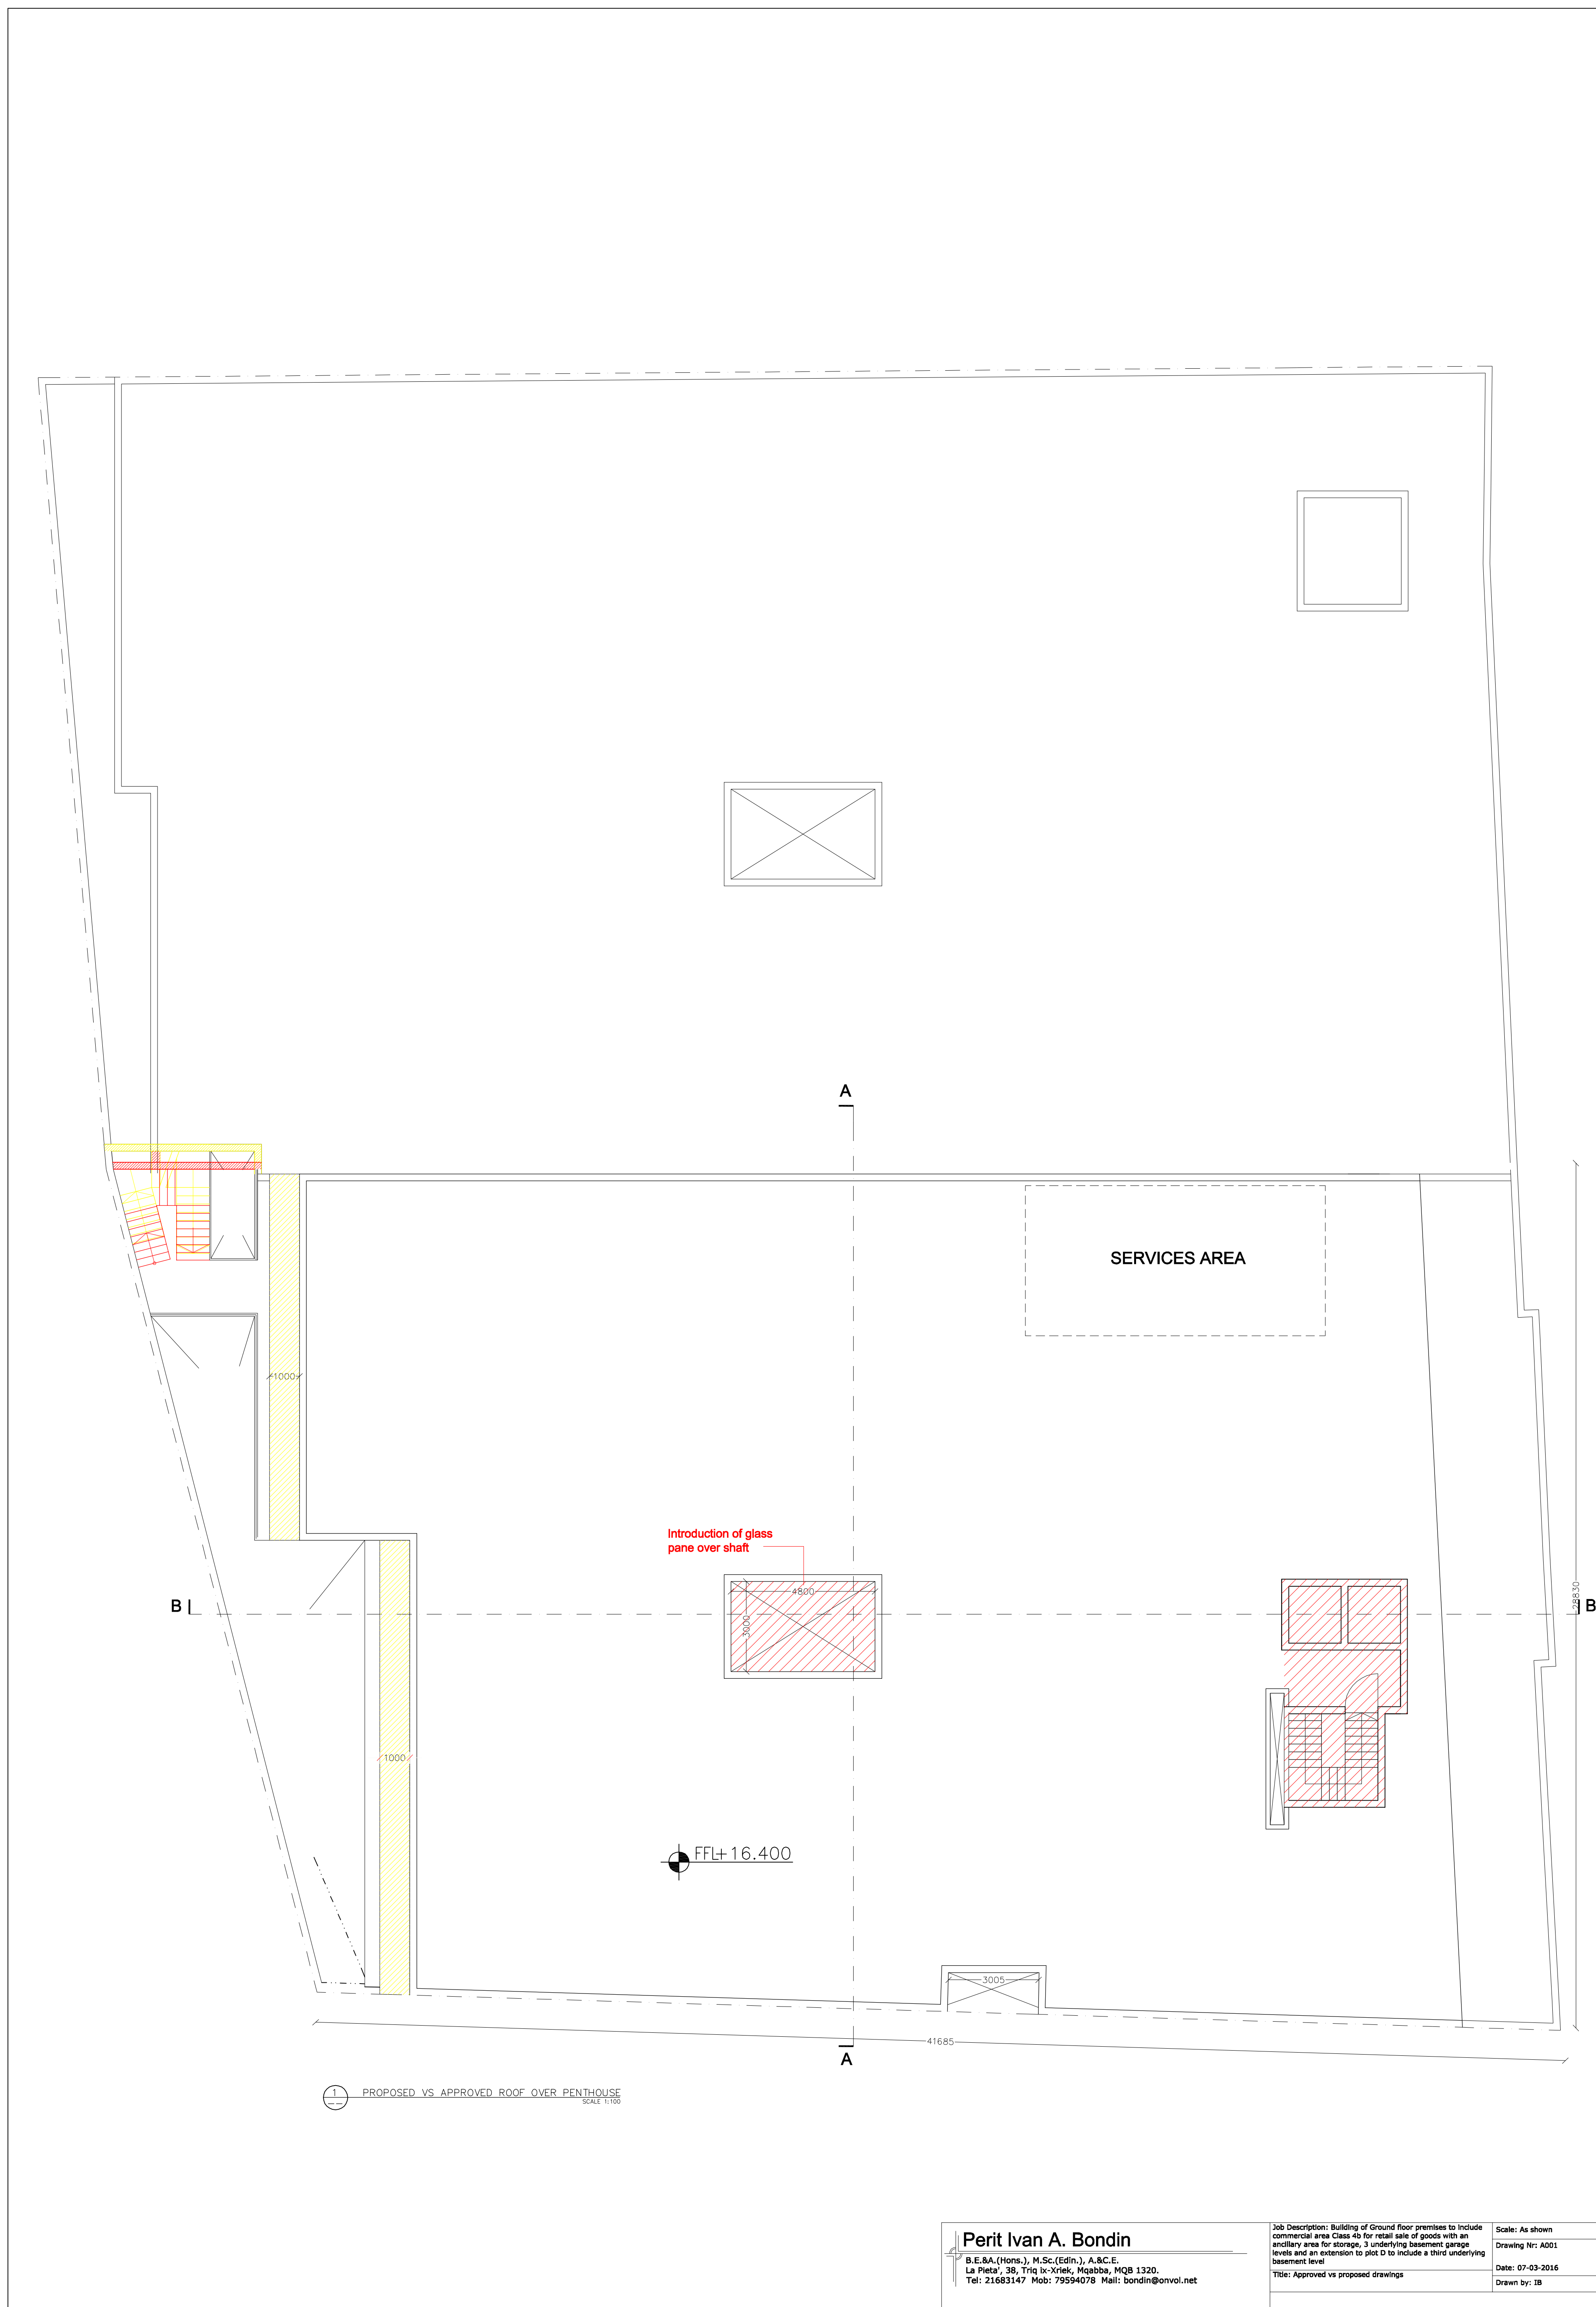 A
SERVICES AREA
1000
Introduction of glass
pane over shaft
4800
3000
28830
B
B
1000
FFL+16.400
3005
41685
A
1
PROPOSED VS APPROVED ROOF OVER PENTHOUSE
SCALE 1:100
Perit Ivan A. Bondin
B.E.&A.(Hons.), M.Sc.(Edin.), A.&C.E.
La Pieta', 38, Triq ix-Xriek, Mqabba, MQB 1320.
Tel: 21683147 Mob: 79594078 Mail: bondin@onvol.net
Job Description: Building of Ground floor premises to include
commercial area Class 4b for retail sale of goods with an
ancillary area for storage, 3 underlying basement garage
levels and an extension to plot D to include a third underlying
basement level
Title: Approved vs proposed drawings
Scale: As shown
Drawing Nr: A001
Date: 07-03-2016
Drawn by: IB